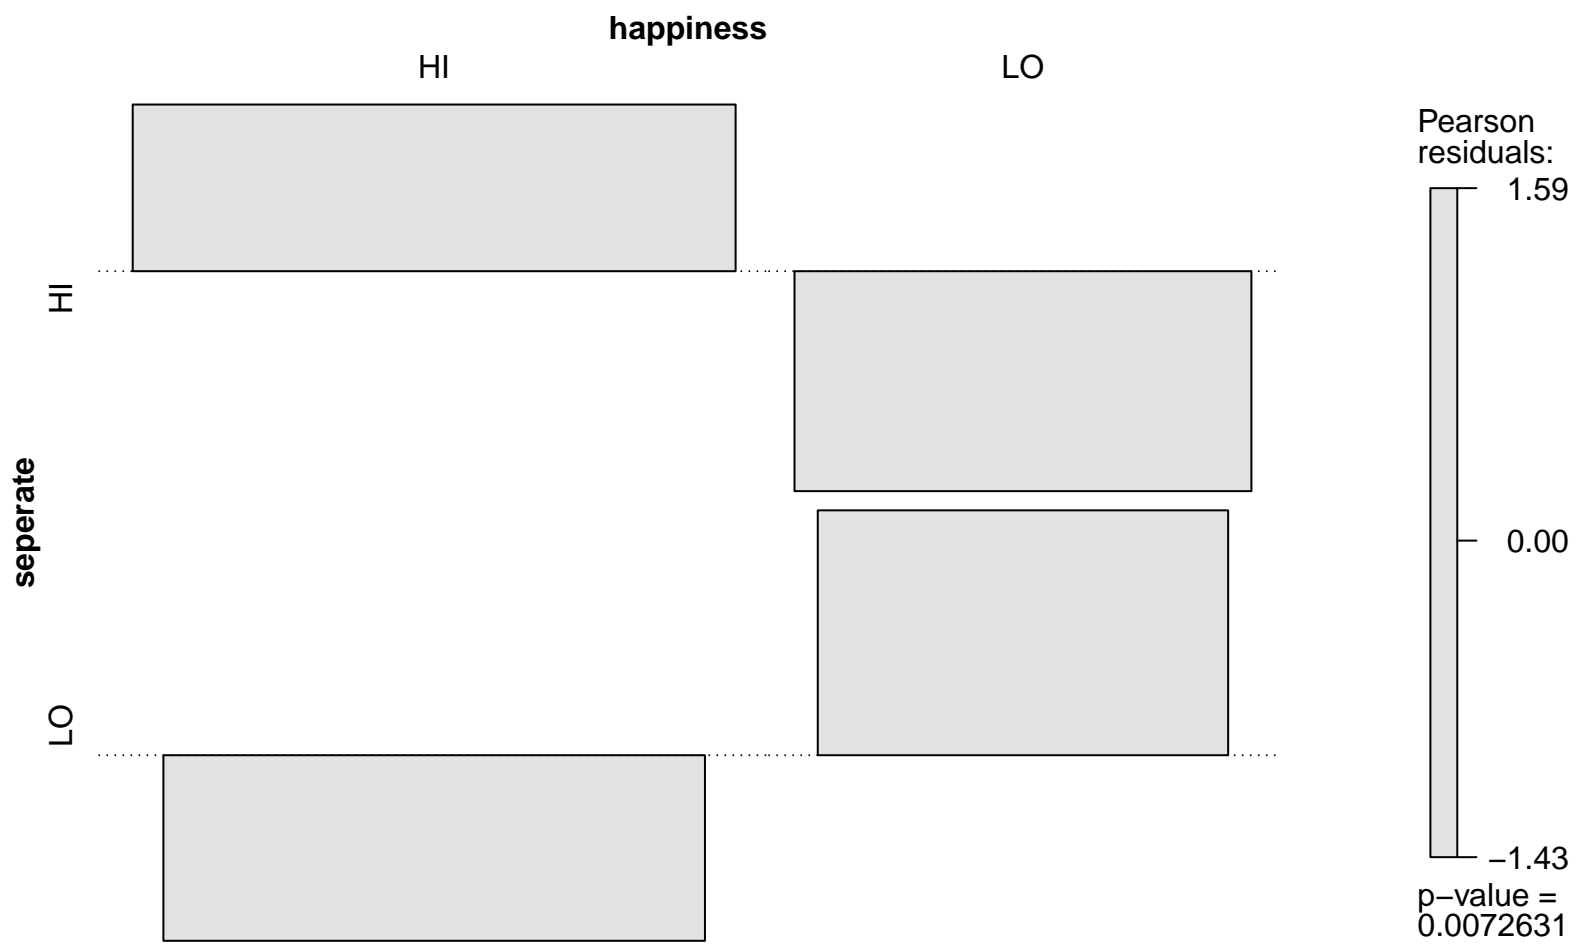 happiness
HI
LO
HI
seperate
LO
Pearson
residuals:
1.59
0.00
−1.43
p−value =
0.0072631